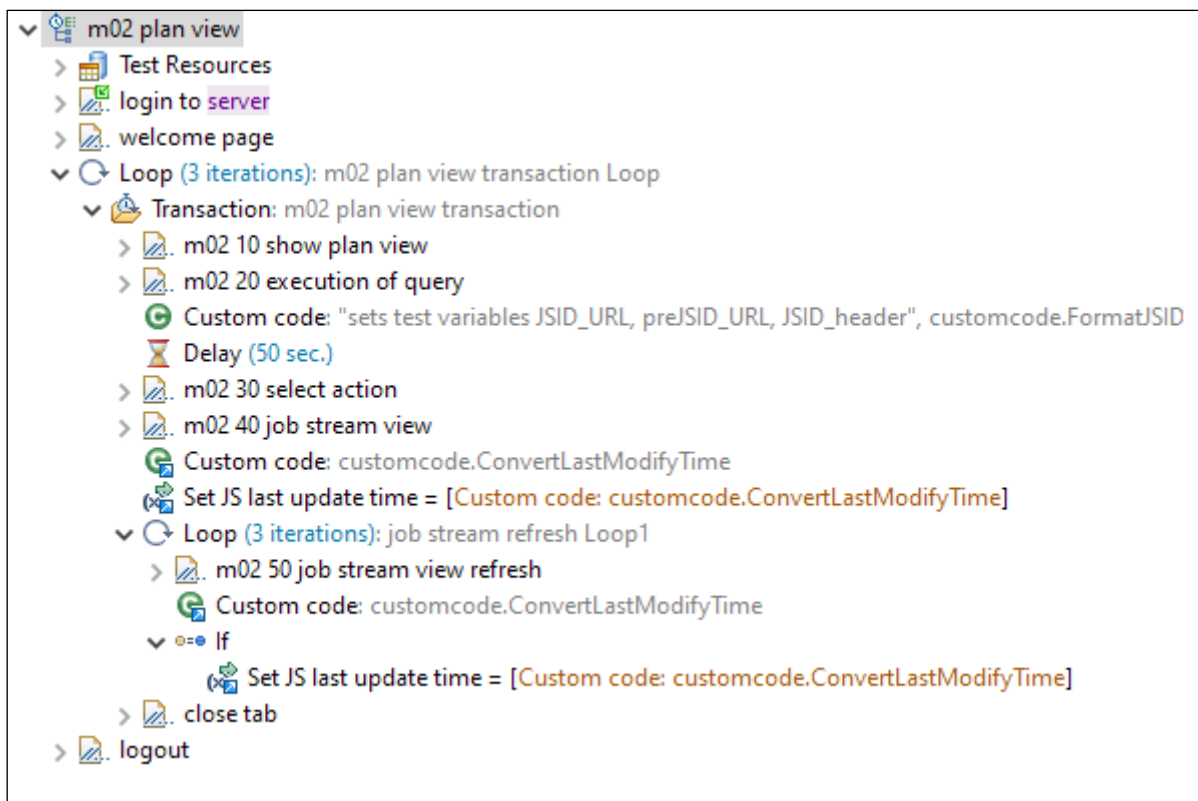 m02 plan view
Test Resources
login to server
welcome page
Loop (3 iterations): m02 plan view transaction Loop
Transaction: m02 plan view transaction
m02 10 show plan view
m02 20 execution of query
Custom code: "sets test variables JSID_URL, preJSID_URL, JSID_header", customcode.FormatJSID
Delay (50 sec.)
m02 30 select action
m02 40 job stream view
Custom code: customcode.ConvertLastModifyTime
Set JS last update time = [Custom code: customcode.ConvertLastModifyTime]
Loop (3 iterations): job stream refresh Loop1
m02 50 job stream view refresh
Custom code: customcode.ConvertLastModifyTime
If
Set JS last update time = [Custom code: customcode.ConvertLastModifyTime]
close tab
logout